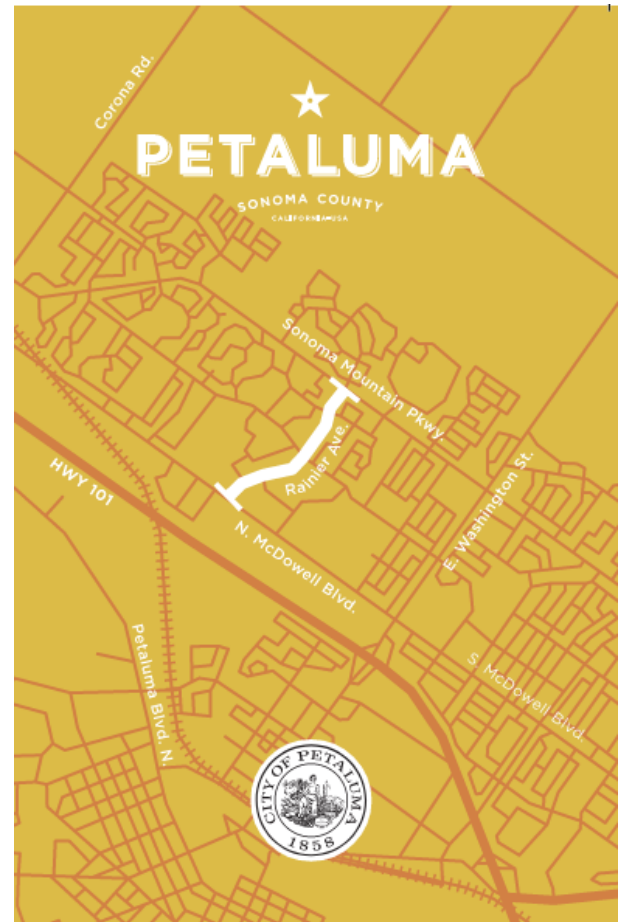 Corona Rd.
PETALUMA
SONOMA COUNTY
CALIFORNIA USA
Sonoma Mountain Pkwy.
Rainier Ave.
E. Washington St.
HWY 101
N. McDowell Blvd.
Petaluma Blvd. N.
S. McDowell Blvd.
CITY OF PETALUMA
1858